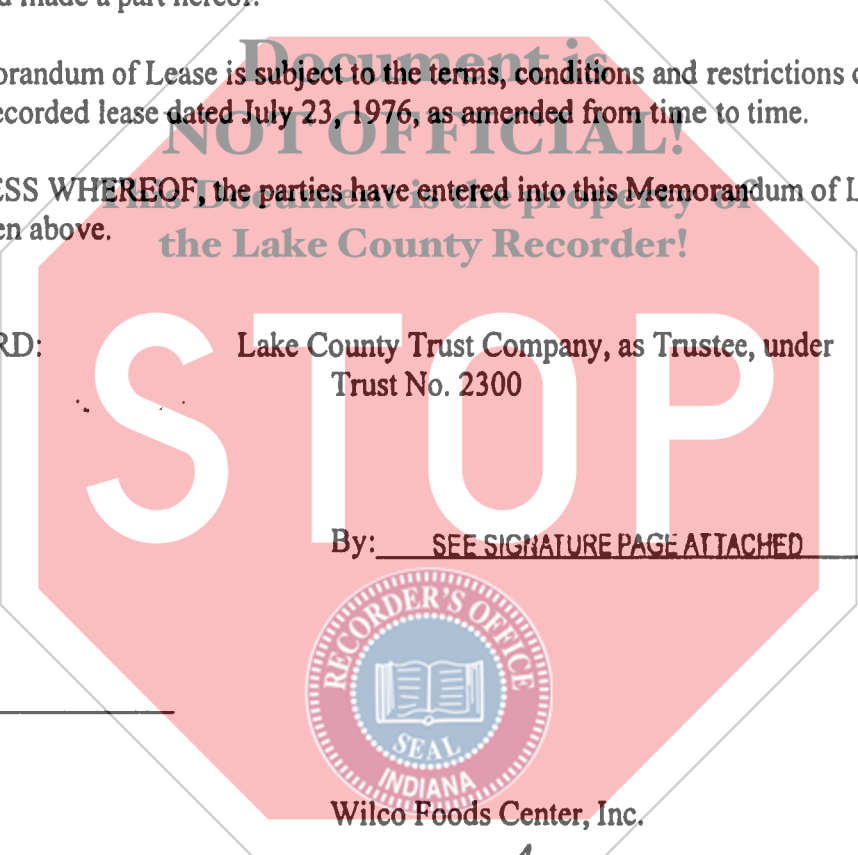 d made a part hereof.
Document is
orandum of Lease is subject to the terms, conditions and restrictions
ecorded lease dated July 23, 1976, as amended from time to time.
NOT OFFICIAL!
ESS WHEREOF, the parties have entered into this Memorandum of L
This Document is the property of
en above.
the Lake County Recorder!
RD:
Lake County Trust Company, as Trustee, under
Trust No. 2300
STOP
By: SEE SIGNATURE PAGE ATTACHED
RECORDER'S OFFICE
SEAL
INDIANA
Wilco Foods Center, Inc.